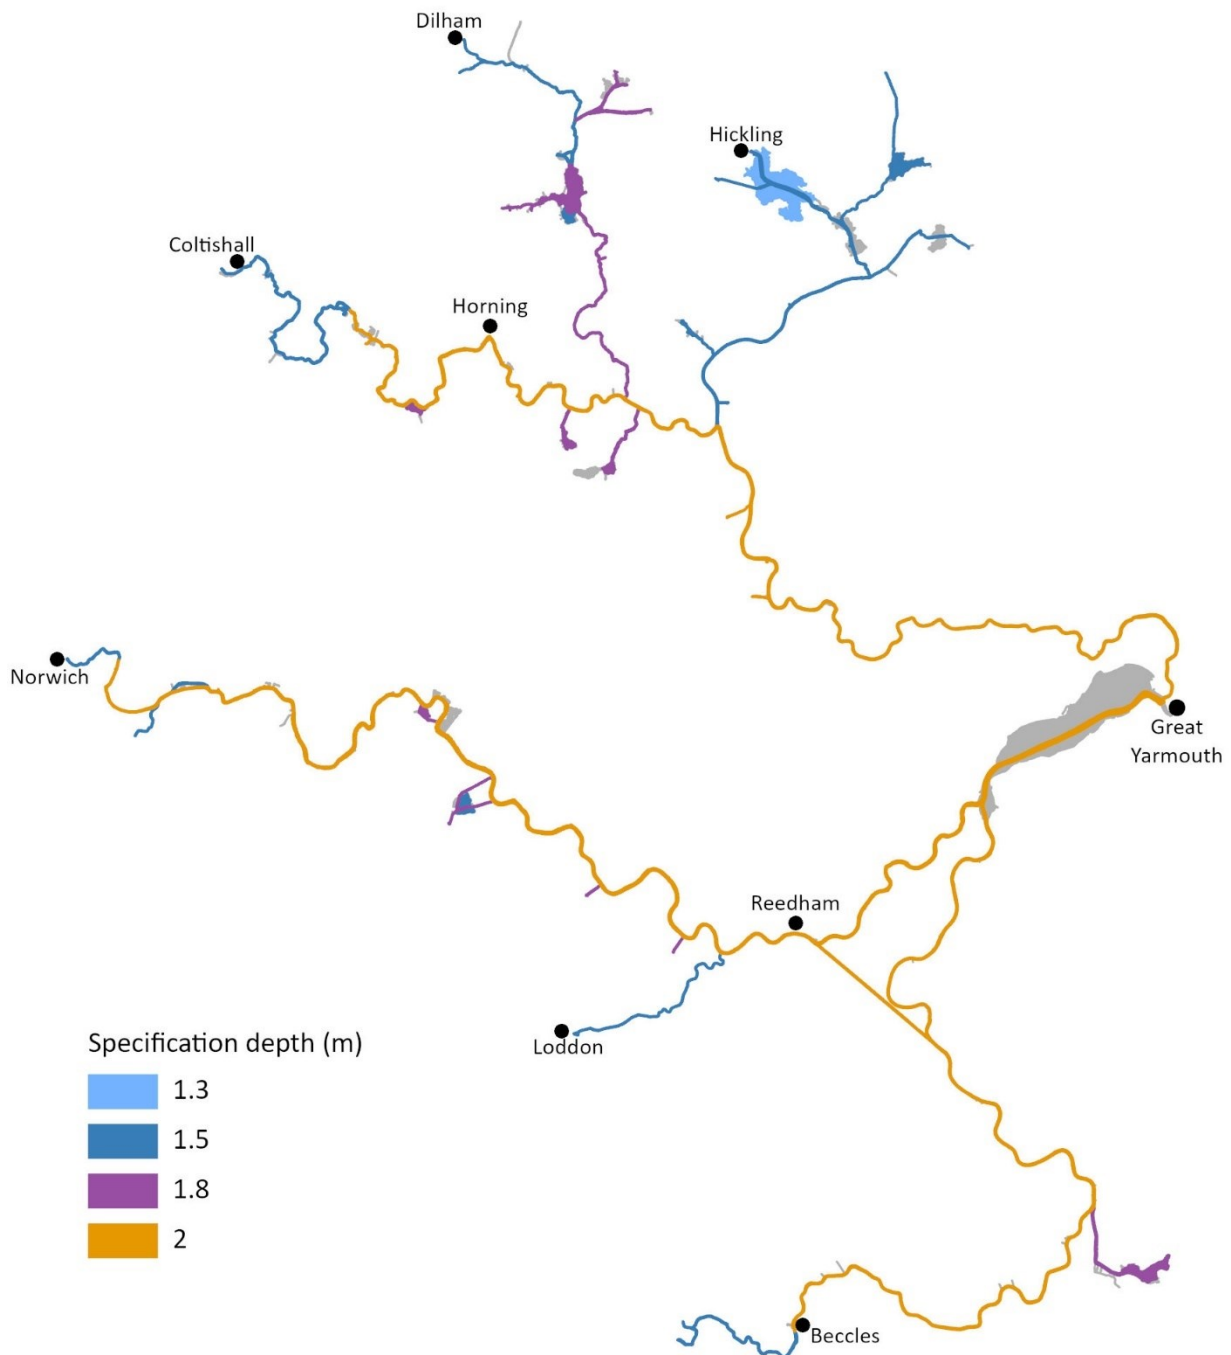 Dilham
Hickling
Coltishall
Horning
Norwich
Great
Yarmouth
Reedham
Loddon
Specification depth (m)
1.3
1.5
1.8
2
Beccles